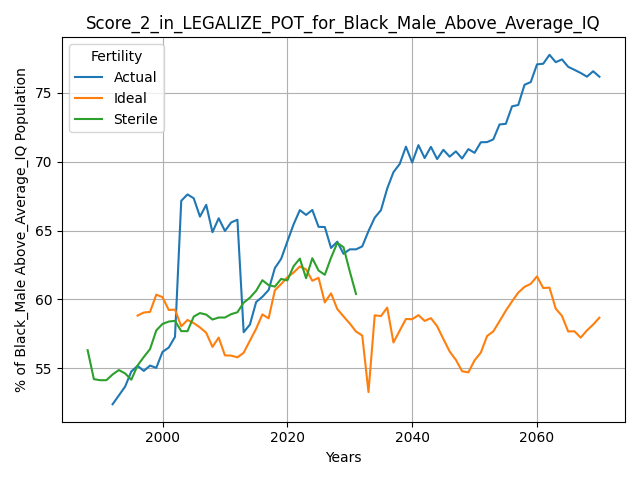 Score_2_in_LEGALIZE_POT_for_Black_Male_Above_Average_IQ
Fertility
Actual
Ideal
Sterile
% of Black_Male Above_Average_IQ Population
75
70
65
60
55
2000
2020
2040
2060
Years